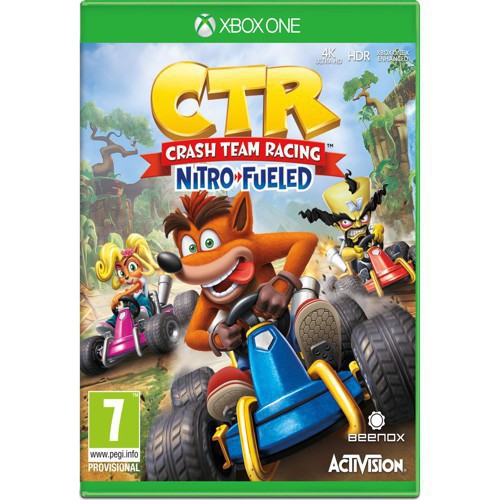 XBOX ONE
4K
ULTRA HD
HDR
XBOX ONE X
ENHANCED
CTR
CRASH TEAM RACING™
NITRO FUELED
7
www.pegi.info
PROVISIONAL
BEENOX
ACTIVISION